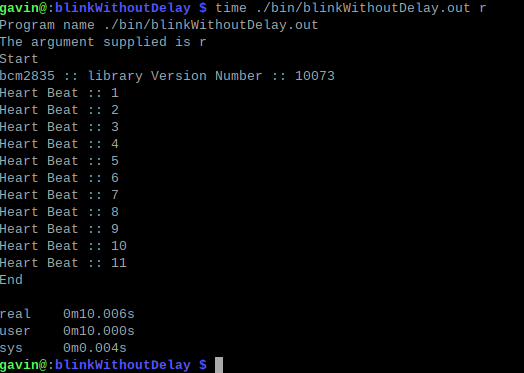 gavin@:blinkWithoutDelay $ time ./bin/blinkWithoutDelay.out r
Program name ./bin/blinkWithoutDelay.out
The argument supplied is r
Start
bcm2835 :: library Version Number :: 10073
Heart Beat :: 1
Heart Beat :: 2
Heart Beat :: 3
Heart Beat :: 4
Heart Beat :: 5
Heart Beat :: 6
Heart Beat :: 7
Heart Beat :: 8
Heart Beat :: 9
Heart Beat :: 10
Heart Beat :: 11
End

real    0m10.006s
user    0m10.000s
sys     0m0.004s
gavin@:blinkWithoutDelay $